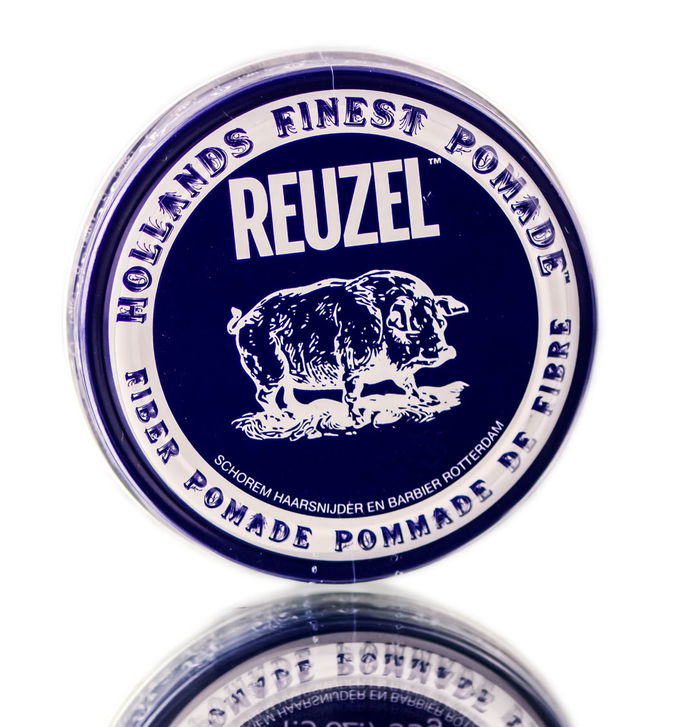 HOLLANDS FINEST POMADE™
REUZEL™
SCHOREM HAARSNIJDER EN BARBIER ROTTERDAM
FIBER POMADE POMMADE DE FIBRE